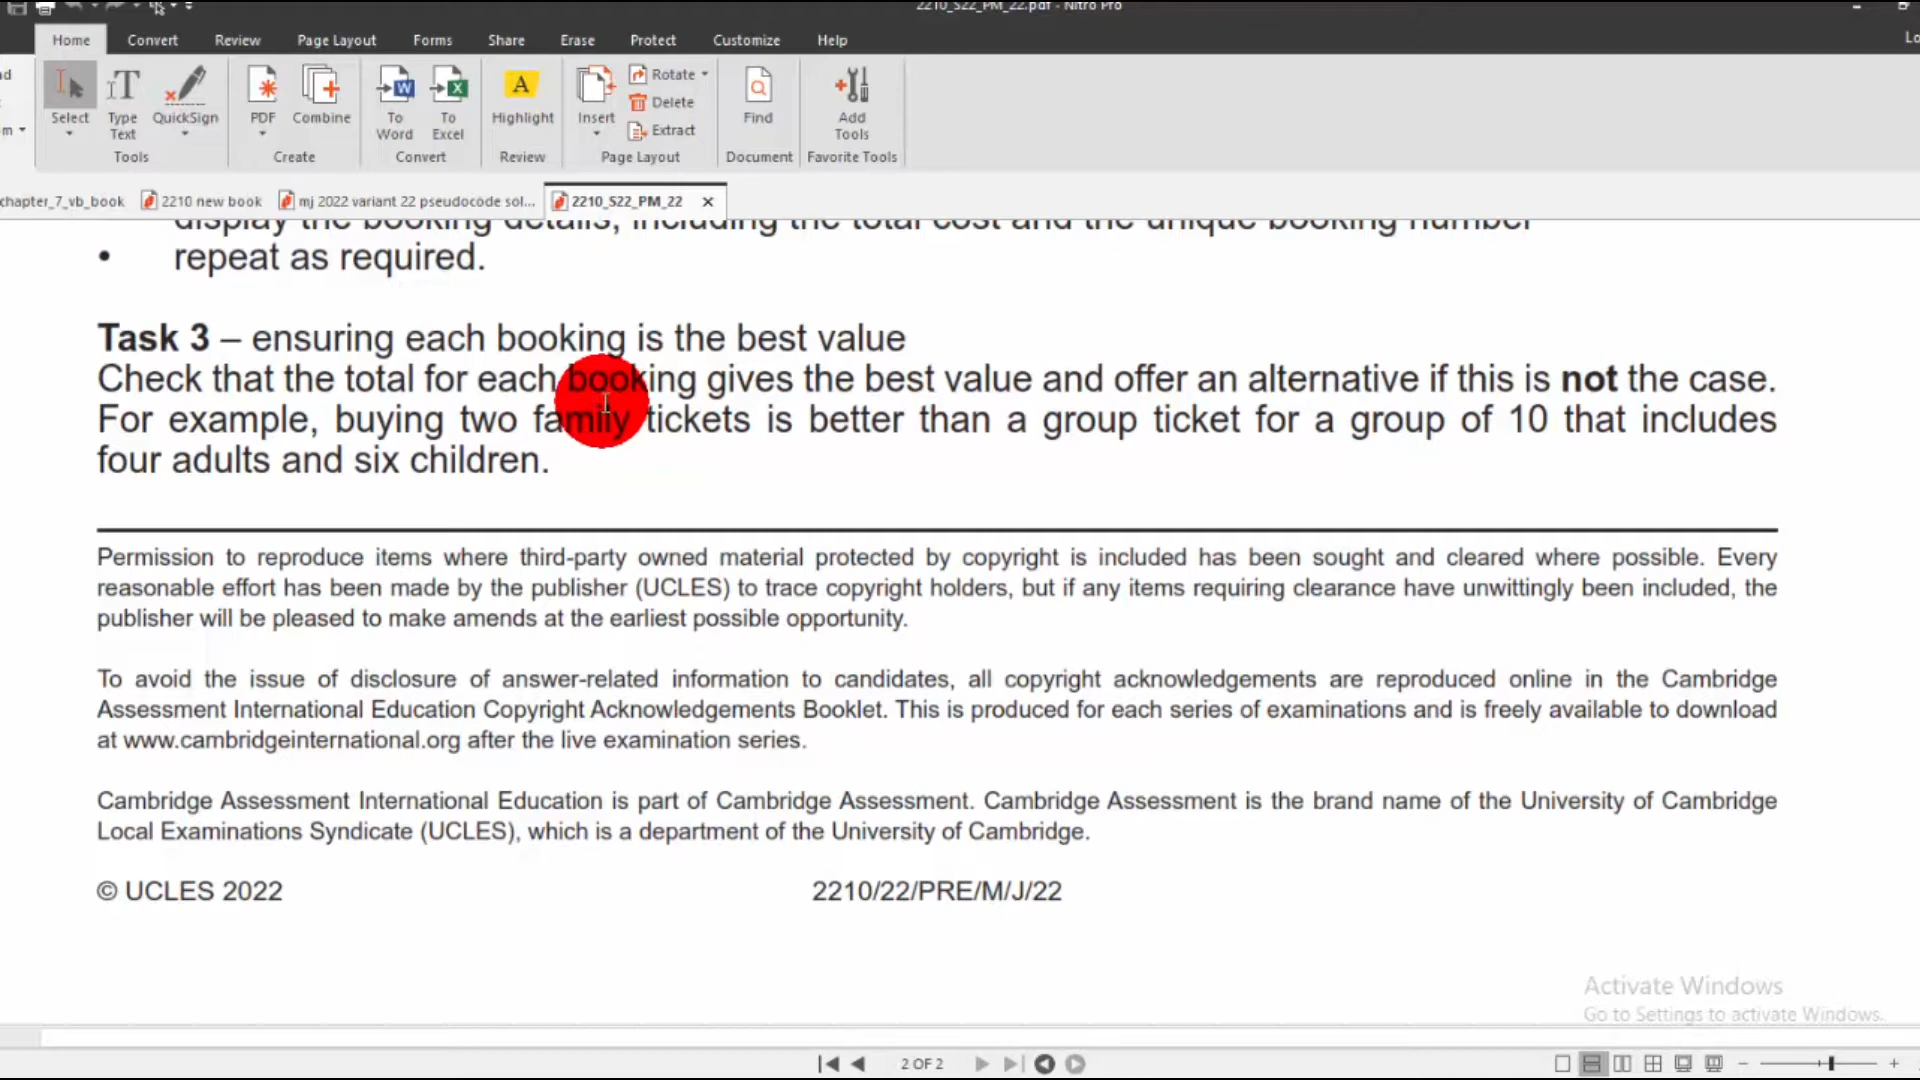 2210_S22_PM_22.pdf - Nitro Pro
Home Convert Review Page Layout Forms Share Erase Protect Customize Help
Select
Type Text
QuickSign
Tools
PDF
Combine
Create
To Word
To Excel
Convert
Highlight
Review
Insert
Rotate
Delete
Extract
Page Layout
Find
Document
Add Tools
Favorite Tools
chapter_7_vb_book 2210 new book mj 2022 variant 22 pseudocode sol... 2210_S22_PM_22
display the booking details, including the total cost and the unique booking number
• repeat as required.
Task 3 – ensuring each booking is the best value
Check that the total for each booking gives the best value and offer an alternative if this is not the case.
For example, buying two family tickets is better than a group ticket for a group of 10 that includes
four adults and six children.
Permission to reproduce items where third-party owned material protected by copyright is included has been sought and cleared where possible. Every
reasonable effort has been made by the publisher (UCLES) to trace copyright holders, but if any items requiring clearance have unwittingly been included, the
publisher will be pleased to make amends at the earliest possible opportunity.
To avoid the issue of disclosure of answer-related information to candidates, all copyright acknowledgements are reproduced online in the Cambridge
Assessment International Education Copyright Acknowledgements Booklet. This is produced for each series of examinations and is freely available to download
at www.cambridgeinternational.org after the live examination series.
Cambridge Assessment International Education is part of Cambridge Assessment. Cambridge Assessment is the brand name of the University of Cambridge
Local Examinations Syndicate (UCLES), which is a department of the University of Cambridge.
© UCLES 2022 2210/22/PRE/M/J/22
Activate Windows
Go to Settings to activate Windows.
2 OF 2